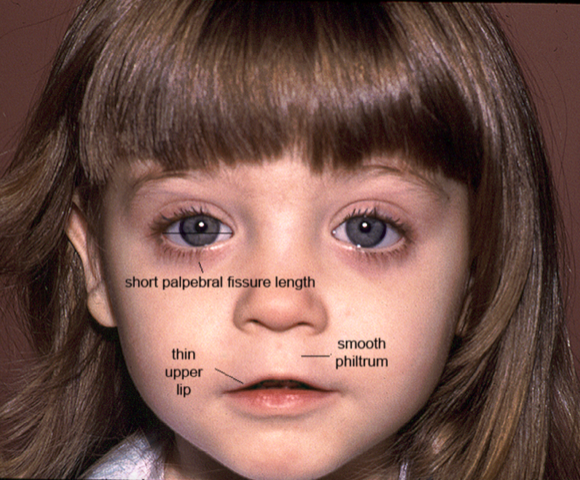 short palpebral fissure length
thin
upper
lip
smooth
philtrum